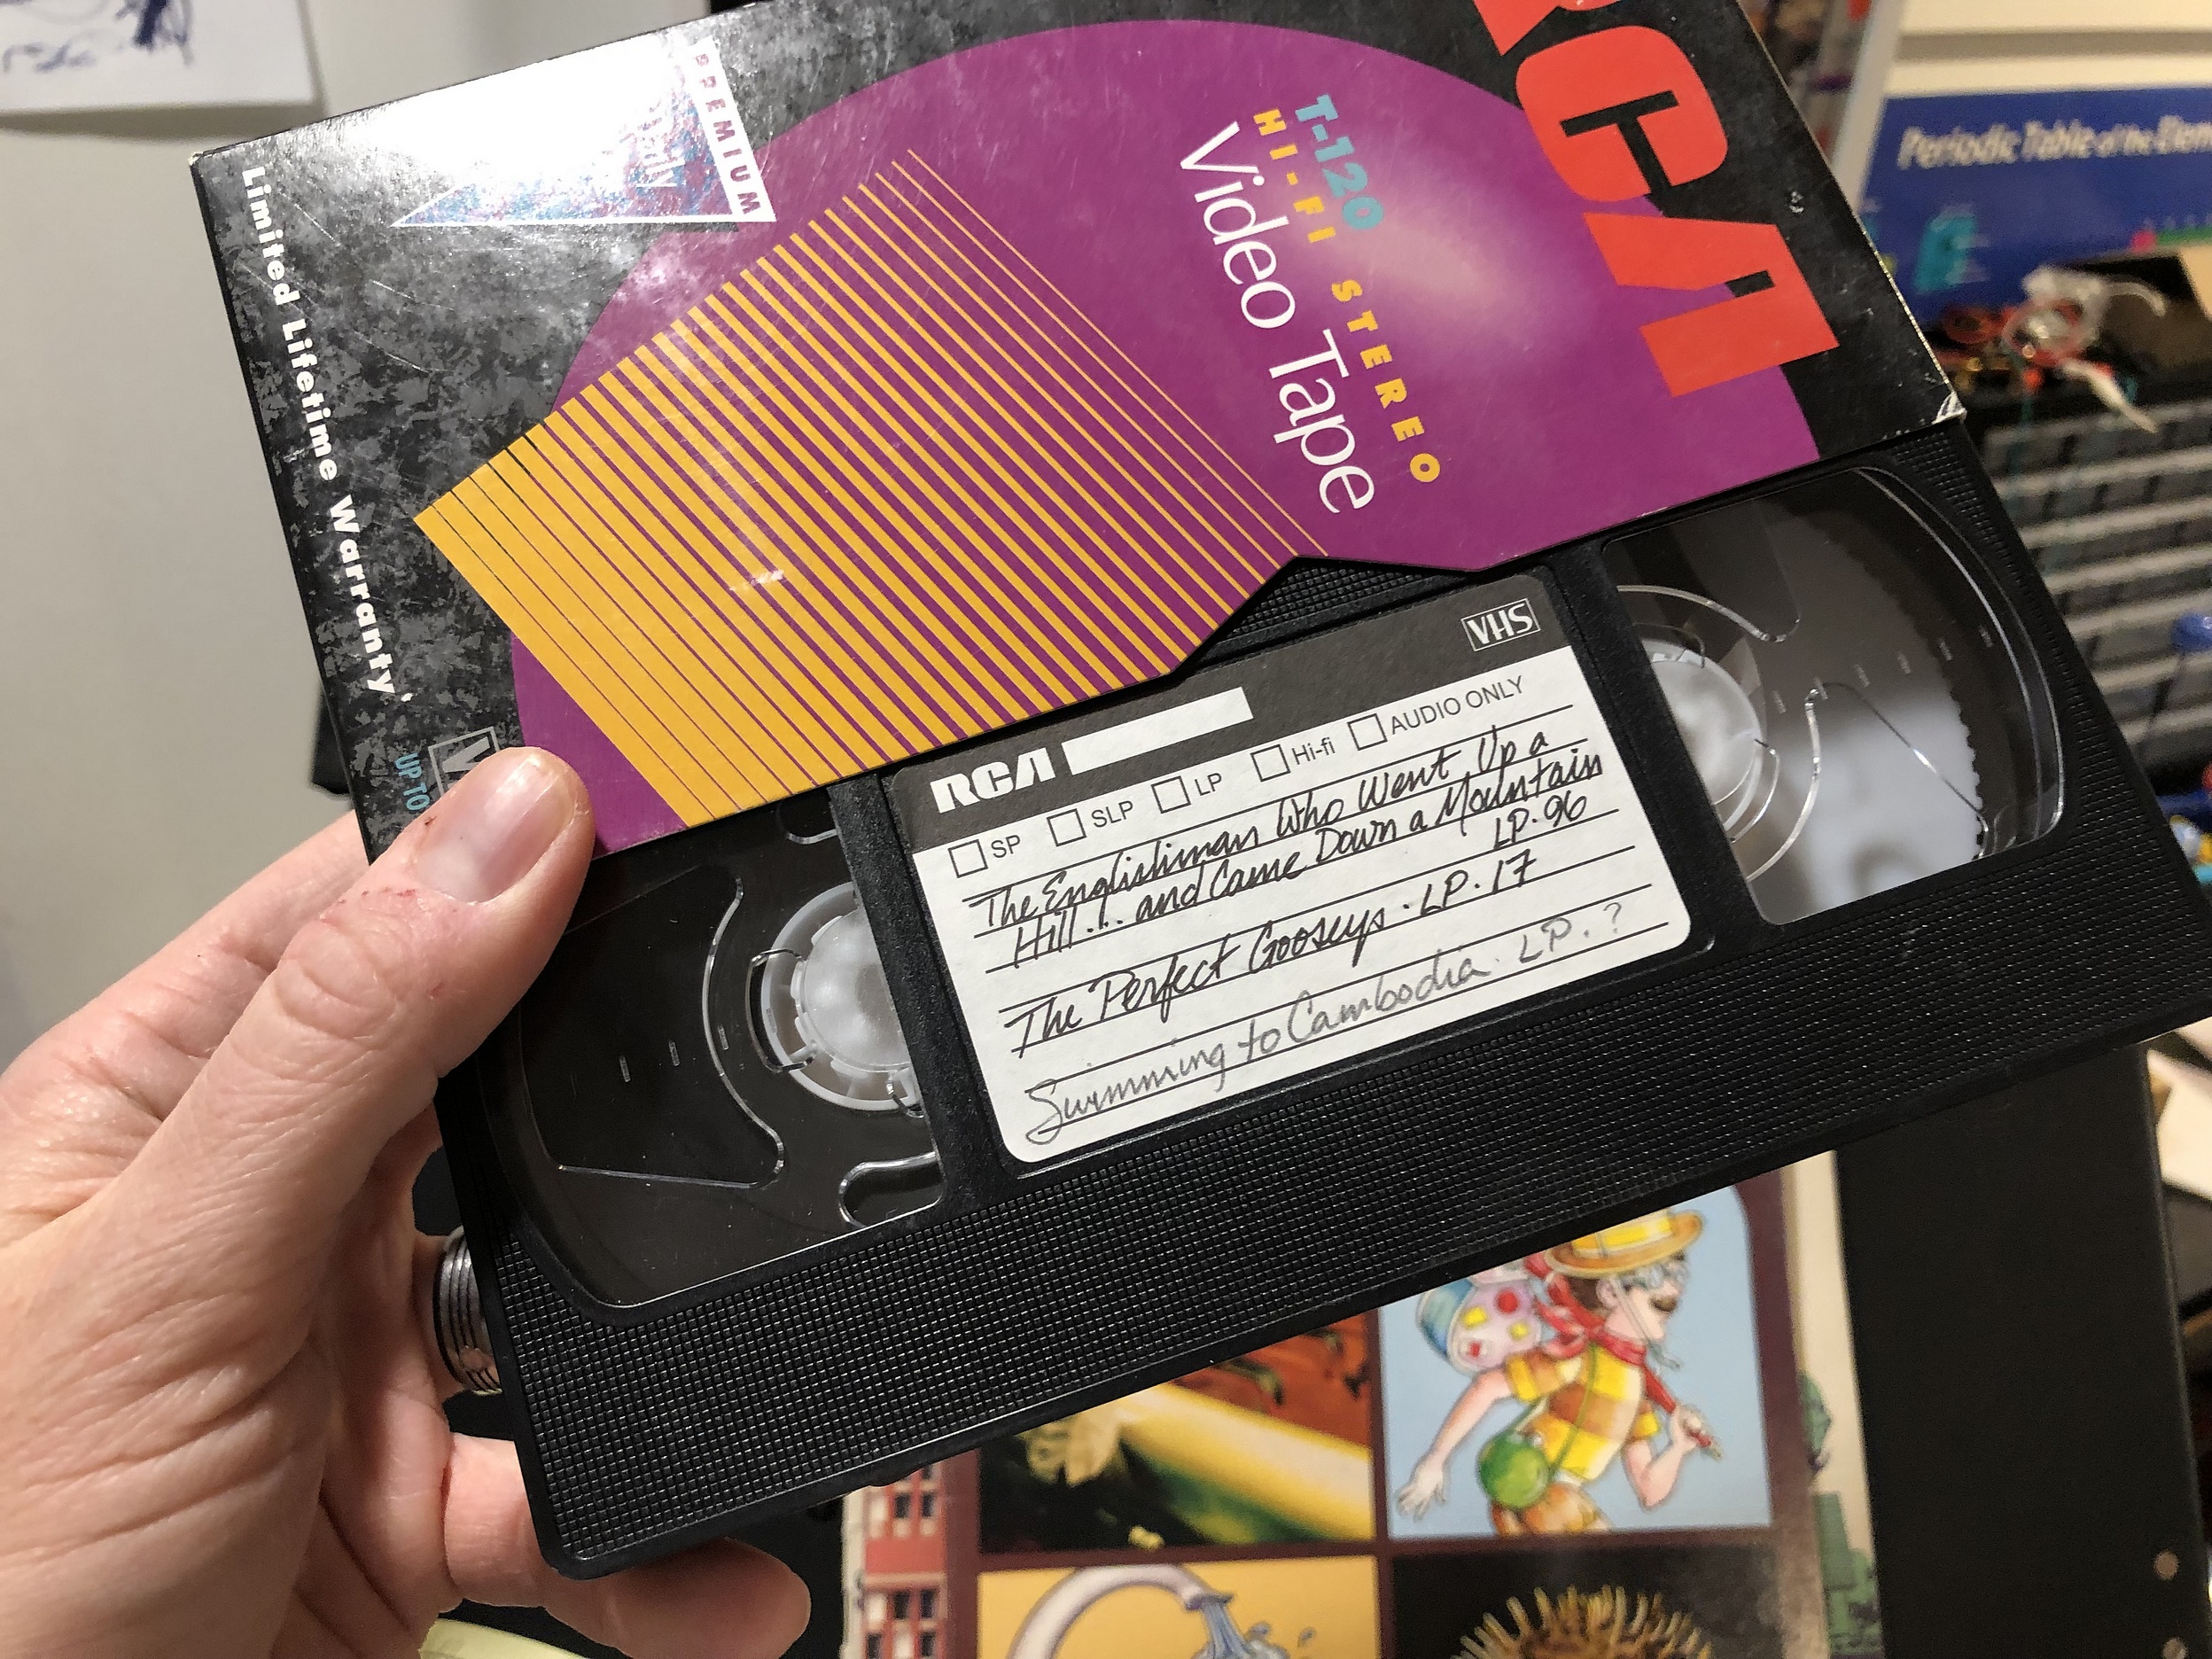 RCA
T-120
HI-FI STEREO
Video Tape
PREMIUM
Limited Lifetime Warranty
UP TO
Periodic Table of the
VHS
RCA
SP SLP LP Hi-fi AUDIO ONLY
The Englishman Who Went Up a
Hill... and Came Down a Mountain
LP. 96
The Perfect Gooseys. LP. 17
Swimming to Cambodia. LP. ?